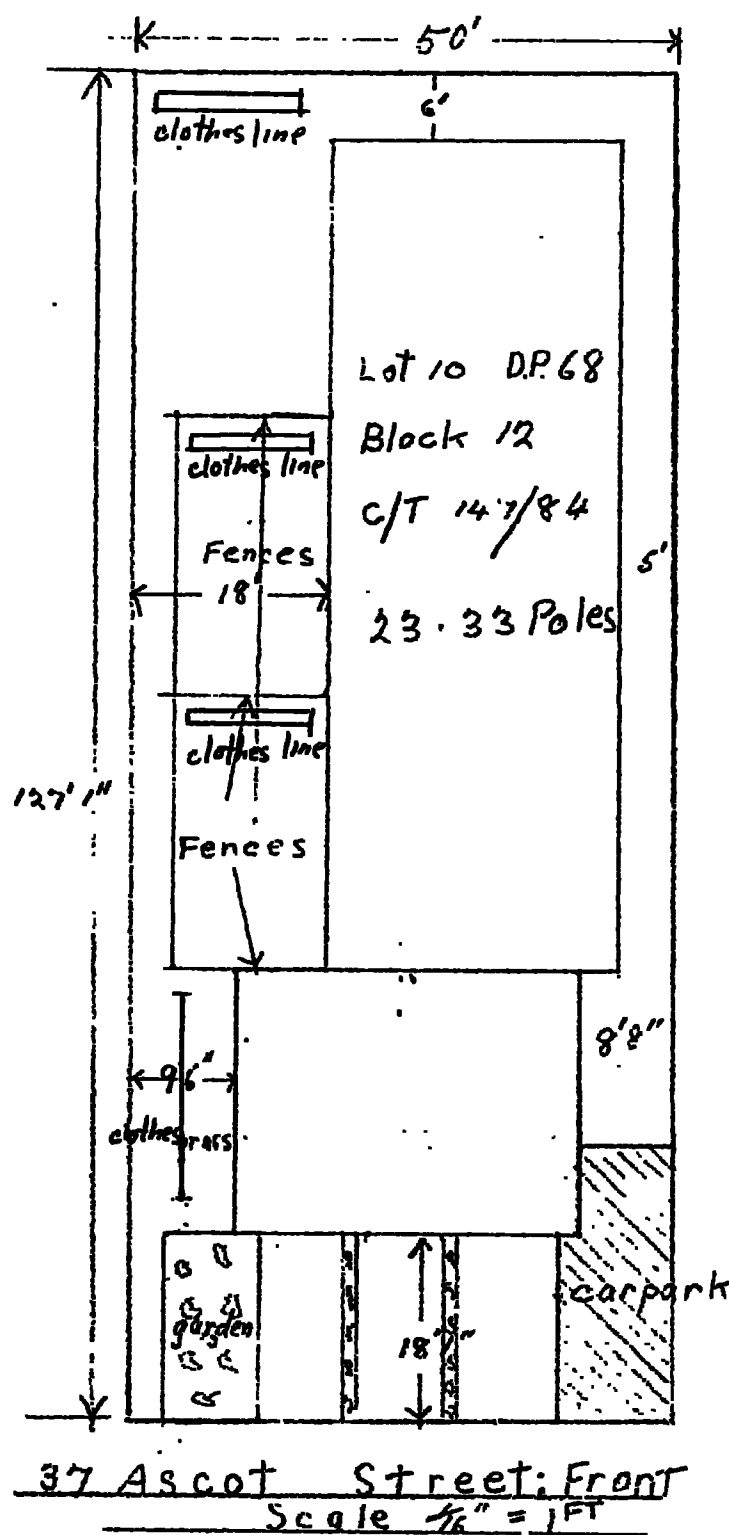 50'
6'
clothes line
Lot 10 D.P. 68
Block 12
clothes line
C/T 147/84
Fences
5'
18'
23.33 Poles
clothes line
127' 1"
Fences
8'8"
9'6"
clothes
garden
carpark
18'
37 Ascot Street: Front
Scale 1/16" = 1FT